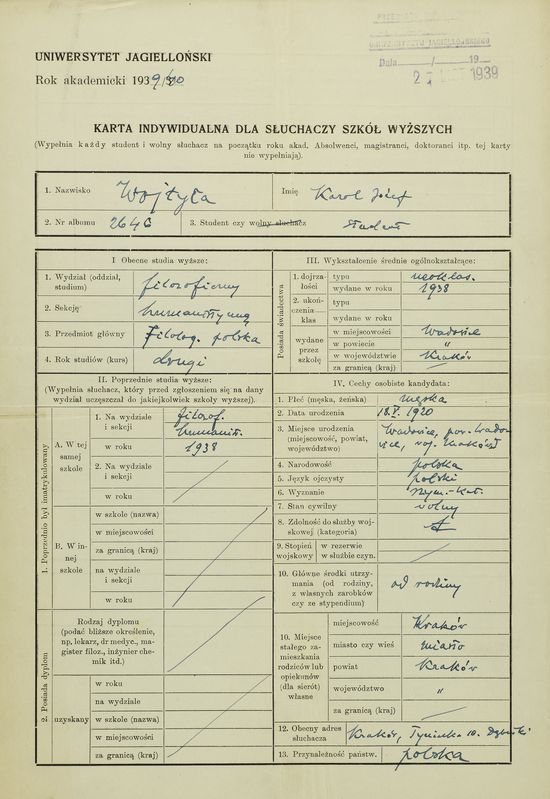 UNIWERSYTET JAGIELLOŃSKI
Rok akademicki 1939/
UNIWERSYTETU JAGIELLOŃSKIEGO
Data / 19
2 LIST 1939
KARTA INDYWIDUALNA DLA SŁUCHACZY SZKÓŁ WYŻSZYCH
(Wypełnia każdy student i wolny słuchacz na początku roku akad. Absolwenci, magistranci, doktoranci itp. tej karty
nie wypełniają).
1. Nazwisko Wojtyła Imię Karol Józef
2. Nr albumu 2646 3. Student czy wolny słuchacz student
I Obecne studia wyższe:
1. Wydział (oddział, studium) filozoficzny
2. Sekcja humanistyczna
3. Przedmiot główny Filolog. polska
4. Rok studiów (kurs) drugi
II. Poprzednie studia wyższe:
(Wypełnia słuchacz, który przed zgłoszeniem się na dany
wydział uczęszczał do jakiejkolwiek szkoły wyższej).
1. Poprzednio był imatrykulowany
A. W tej samej szkole
1. Na wydziale i sekcji filozof. humanist.
w roku 1938
2. Na wydziale i sekcji
w roku
B. W innej szkole
w szkole (nazwa)
w miejscowości
za granicą (kraj)
na wydziale i sekcji
w roku
2. Posiada dyplom
Rodzaj dyplomu
(podać bliższe określenie,
np. lekarz, dr medyc., magister
filoz., inżynier chemik
itd.)
uzyskany
w roku
na wydziale
w szkole (nazwa)
w miejscowości
za granicą (kraj)
III. Wykształcenie średnie ogólnokształcące:
Posiada świadectwa
1. dojrzałości
typu neoklas.
wydane w roku 1938
2. ukończenia klas
typu
wydane w roku
wydane przez szkołę
w miejscowości Wadowice
w powiecie "
w województwie Kraków
za granicą (kraj)
IV. Cechy osobiste kandydata:
1. Płeć (męska, żeńska) męska
2. Data urodzenia 18.V. 1920
3. Miejsce urodzenia (miejscowość, powiat, województwo) Wadowice, pow. Wadowice, woj. Kraków
4. Narodowość polska
5. Język ojczysty polski
6. Wyznanie rzym.-kat.
7. Stan cywilny wolny
8. Zdolność do służby wojskowej (kategoria) A
9. Stopień wojskowy
w rezerwie
w służbie czyn.
10. Główne środki utrzymania (od rodziny, z własnych zarobków czy ze stypendium) od rodziny
10. Miejsce stałego zamieszkania rodziców lub opiekunów (dla sierót) własne
miejscowość Kraków
miasto czy wieś miasto
powiat Kraków
województwo "
za granicą (kraj)
12. Obecny adres słuchacza Kraków, Tyniecka 10. Dębniki
13. Przynależność państw. polska